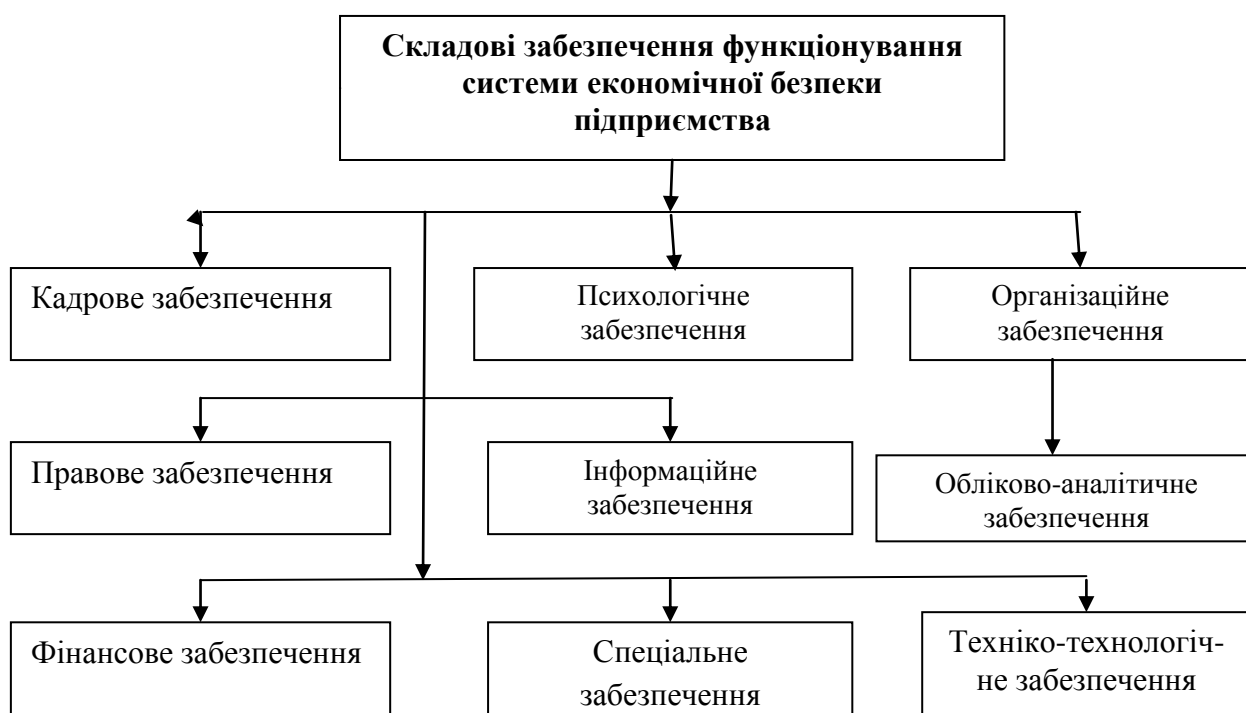 Складові забезпечення функціонування
системи економічної безпеки
підприємства
Кадрове забезпечення
Психологічне
забезпечення
Організаційне
забезпечення
Правове забезпечення
Інформаційне
забезпечення
Обліково-аналітичне
забезпечення
Фінансове забезпечення
Спеціальне
забезпечення
Техніко-технологіч-
не забезпечення